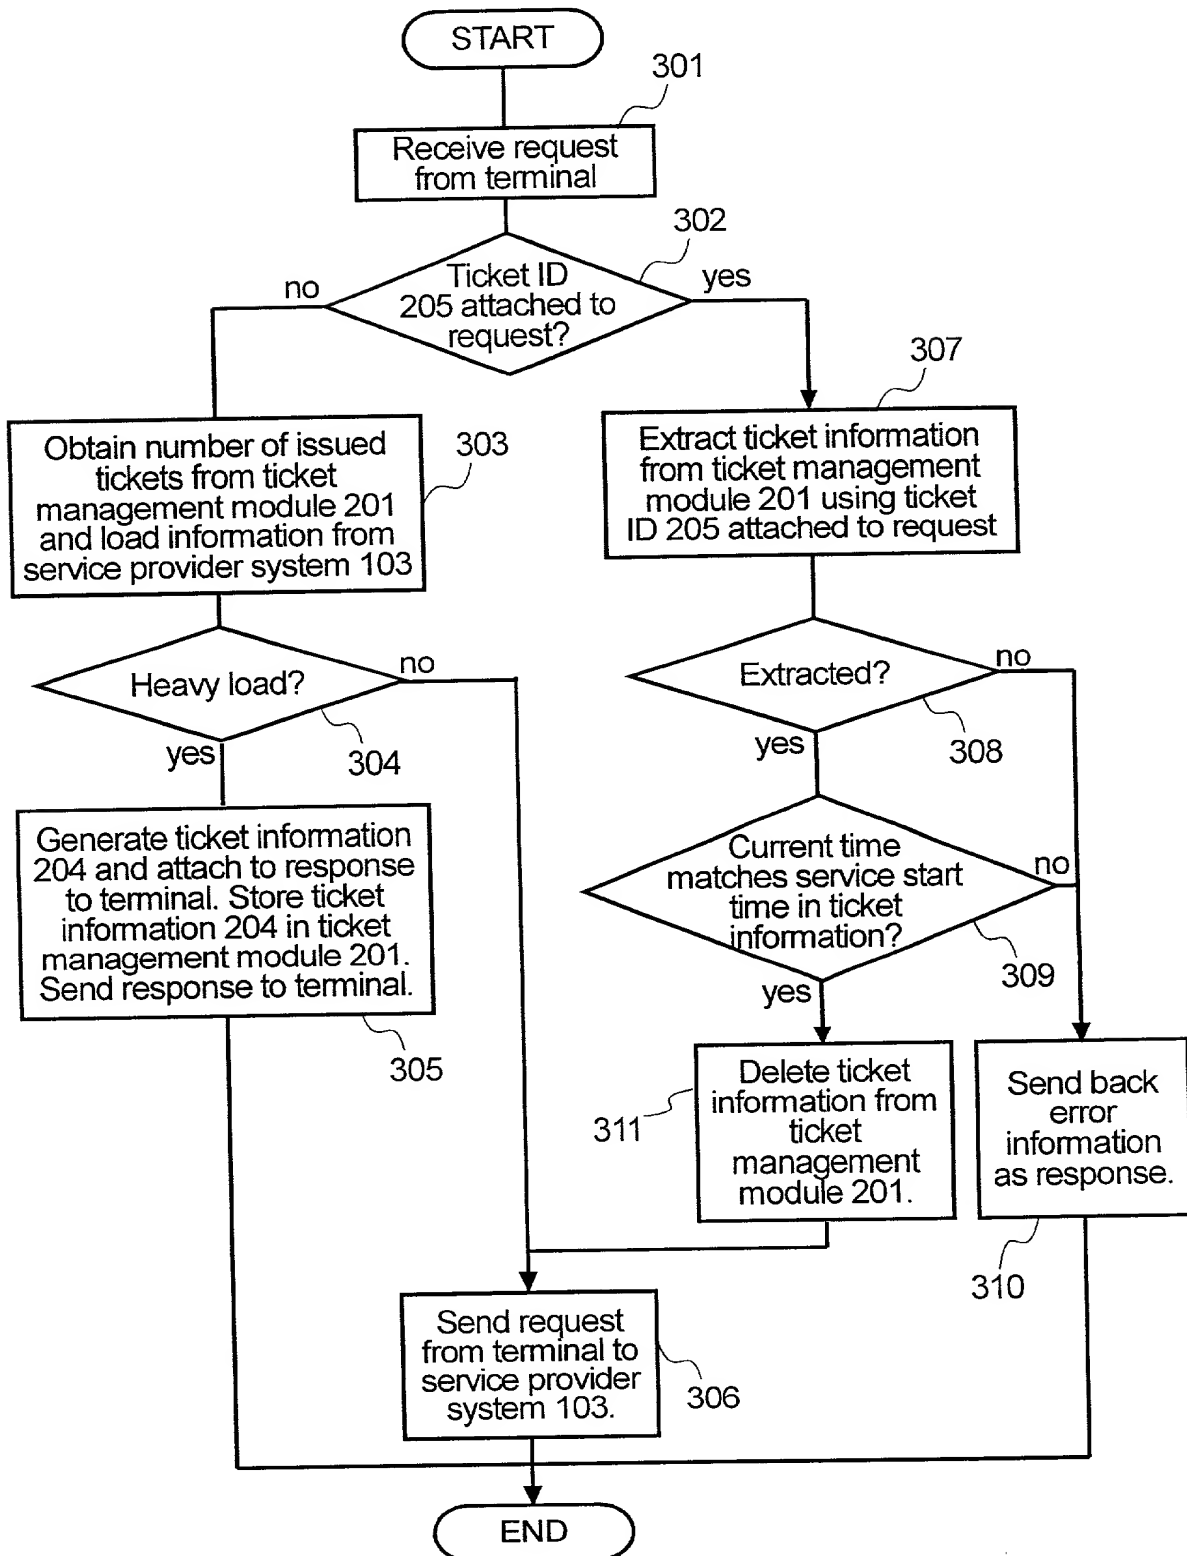 START
301
Receive request
from terminal
302
Ticket ID
205 attached to
request?
no
yes
307
Obtain number of issued
tickets from ticket
management module 201
and load information from
service provider system 103
303
Extract ticket information
from ticket management
module 201 using ticket
ID 205 attached to request
Heavy load?
no
304
yes
Extracted?
no
308
yes
Generate ticket information
204 and attach to response
to terminal. Store ticket
information 204 in ticket
management module 201.
Send response to terminal.
305
Current time
matches service start
time in ticket
information?
no
309
yes
311
Delete ticket
information from
ticket
management
module 201.
Send back
error
information
as response.
310
Send request
from terminal to
service provider
system 103.
306
END